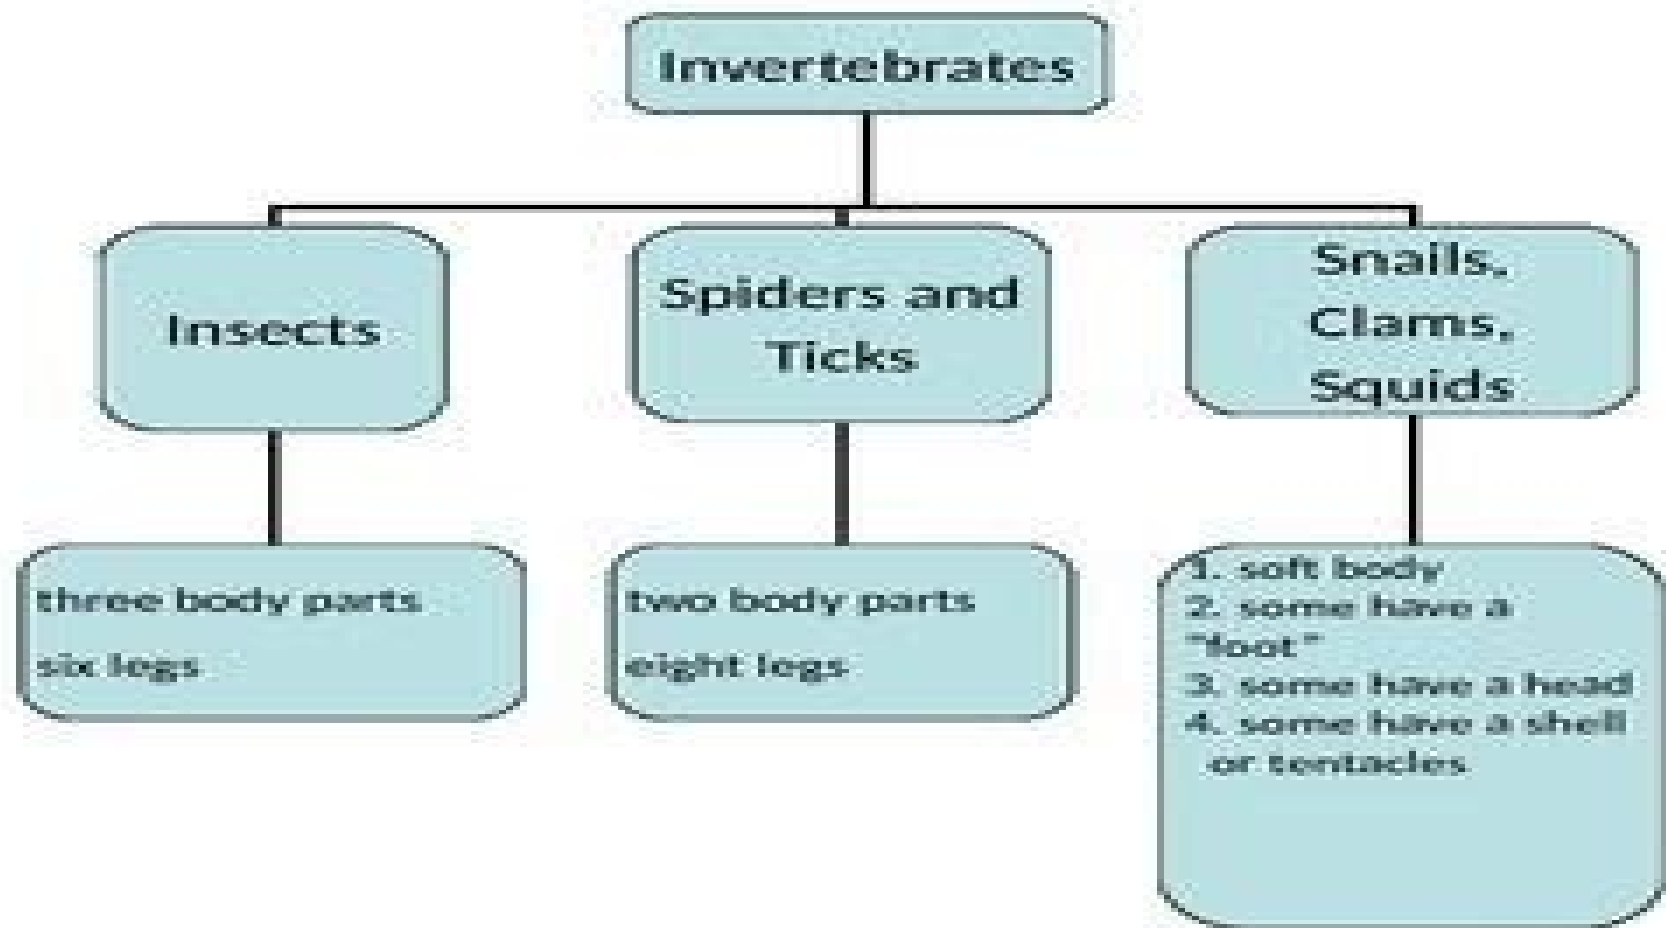 Invertebrates
Insects
Spiders and
Ticks
Snails,
Clams,
Squids
three body parts
six legs
two body parts
eight legs
1. soft body
2. some have a
"foot"
3. some have a head
4. some have a shell
or tentacles